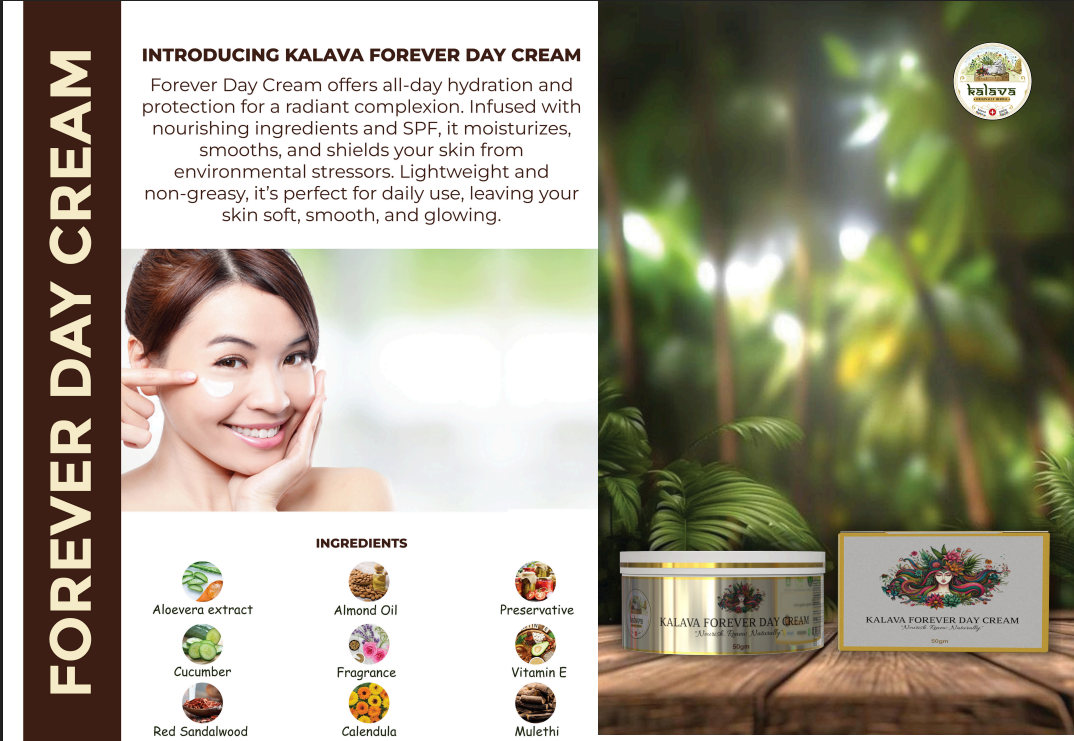 FOREVER DAY CREAM
INTRODUCING KALAVA FOREVER DAY CREAM
Forever Day Cream offers all-day hydration and
protection for a radiant complexion. Infused with
nourishing ingredients and SPF, it moisturizes,
smooths, and shields your skin from
environmental stressors. Lightweight and
non-greasy, it's perfect for daily use, leaving your
skin soft, smooth, and glowing.
INGREDIENTS
Aloevera extract
Almond Oil
Preservative
Cucumber
Fragrance
Vitamin E
Red Sandalwood
Calendula
Mulethi
kalava
kalava
KALAVA FOREVER DAY CREAM
"Nourish, Renew, Naturally"
50gm
KALAVA FOREVER DAY CREAM
"Nourish, Renew, Naturally"
50gm